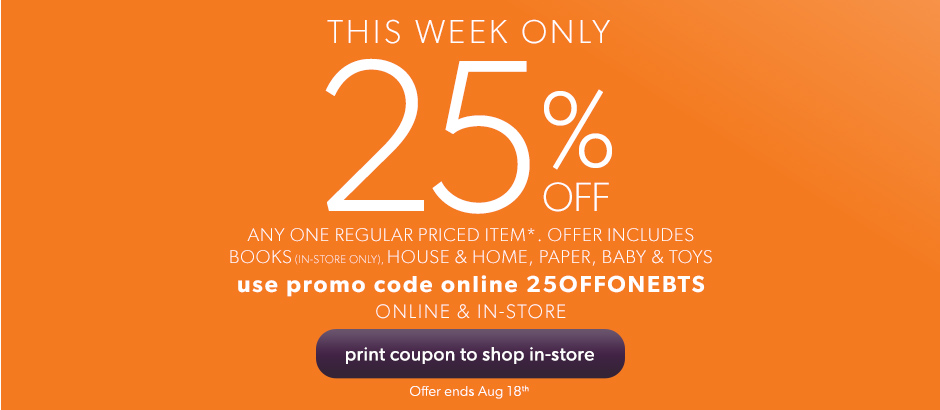 THIS WEEK ONLY
25% OFF
ANY ONE REGULAR PRICED ITEM*. OFFER INCLUDES
BOOKS (IN-STORE ONLY), HOUSE & HOME, PAPER, BABY & TOYS
use promo code online 25OFFONEBTS
ONLINE & IN-STORE
print coupon to shop in-store
Offer ends Aug 18th